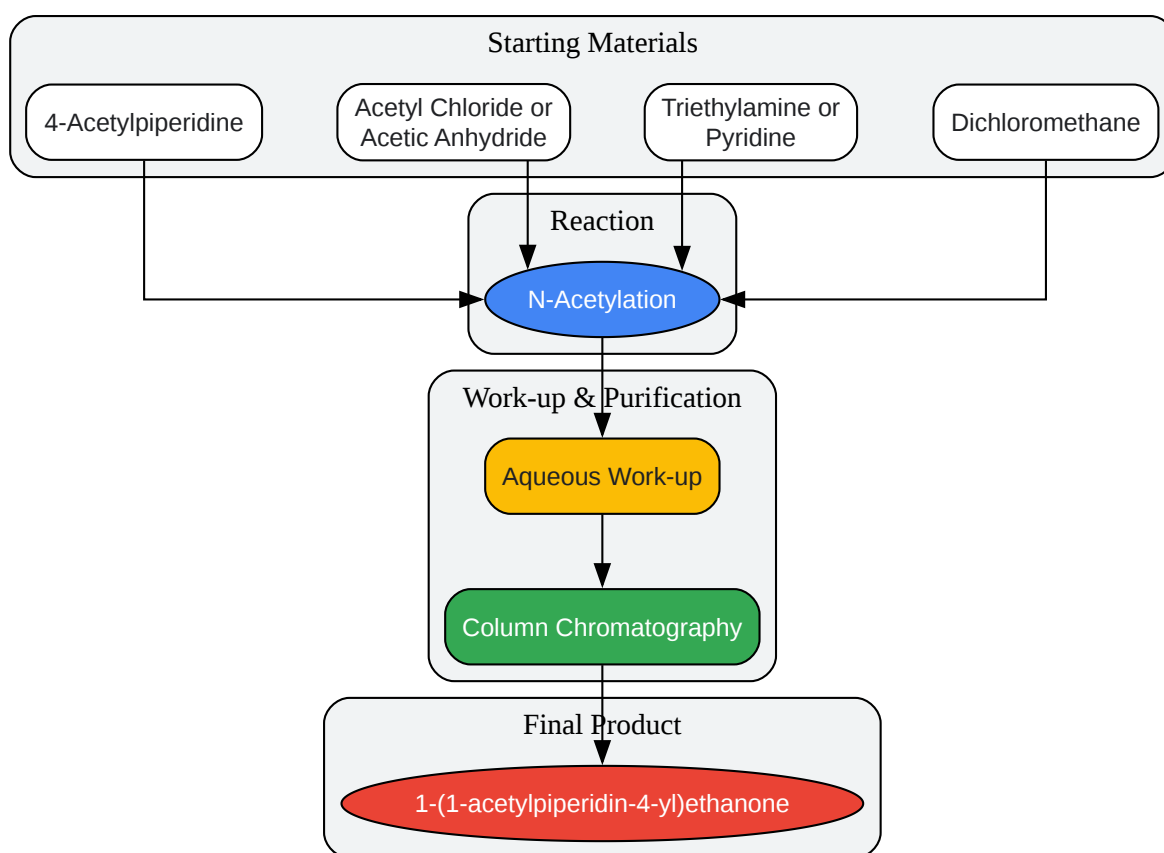 Starting Materials
4-Acetylpiperidine
Acetyl Chloride or
Acetic Anhydride
Triethylamine or
Pyridine
Dichloromethane
Reaction
N-Acetylation
Work-up & Purification
Aqueous Work-up
Column Chromatography
Final Product
1-(1-acetylpiperidin-4-yl)ethanone